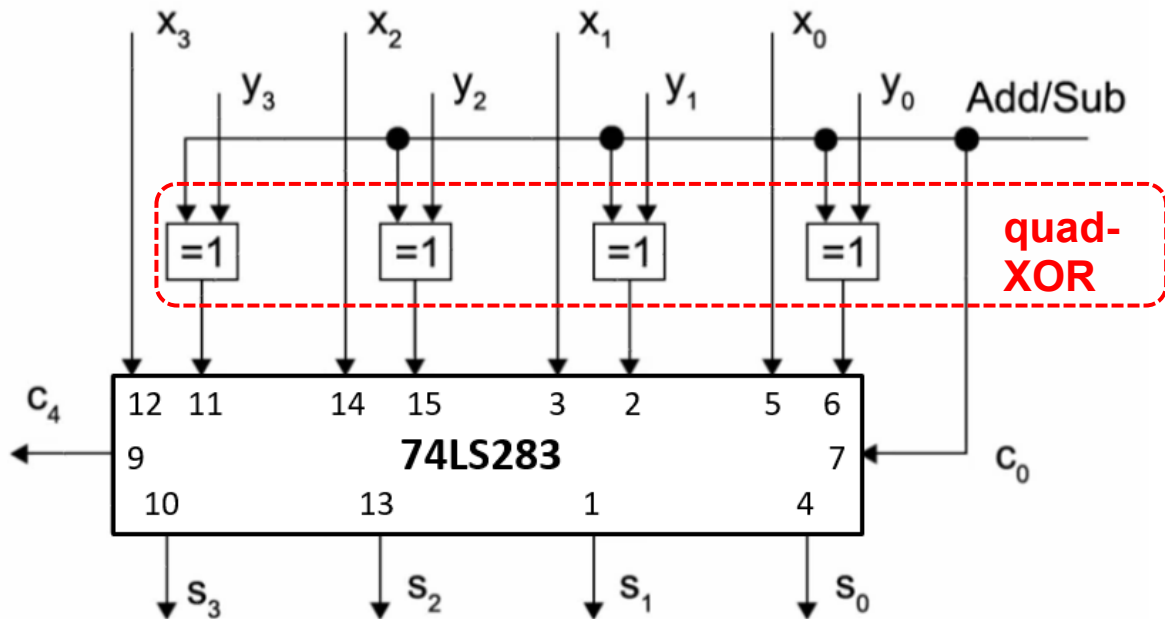 x₃ x₂ x₁ x₀
y₃ y₂ y₁ y₀ Add/Sub
=1 =1 =1 =1 quad-
XOR
c₄ 12 11 14 15 3 2 5 6
9 74LS283 7 c₀
10 13 1 4
s₃ s₂ s₁ s₀